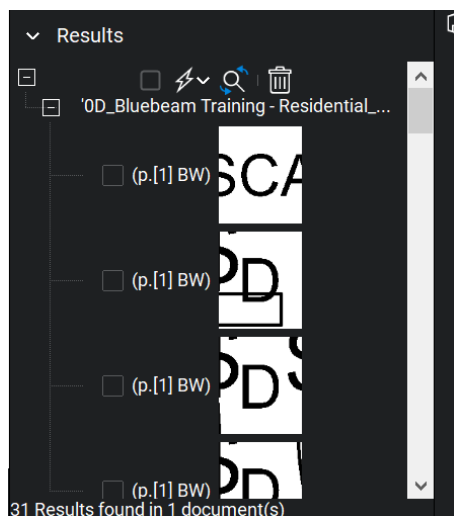 Results
'0D_Bluebeam Training - Residential_...
(p.[1] BW) SCA
(p.[1] BW) PD
(p.[1] BW) PDS
(p.[1] BW) PD
31 Results found in 1 document(s)